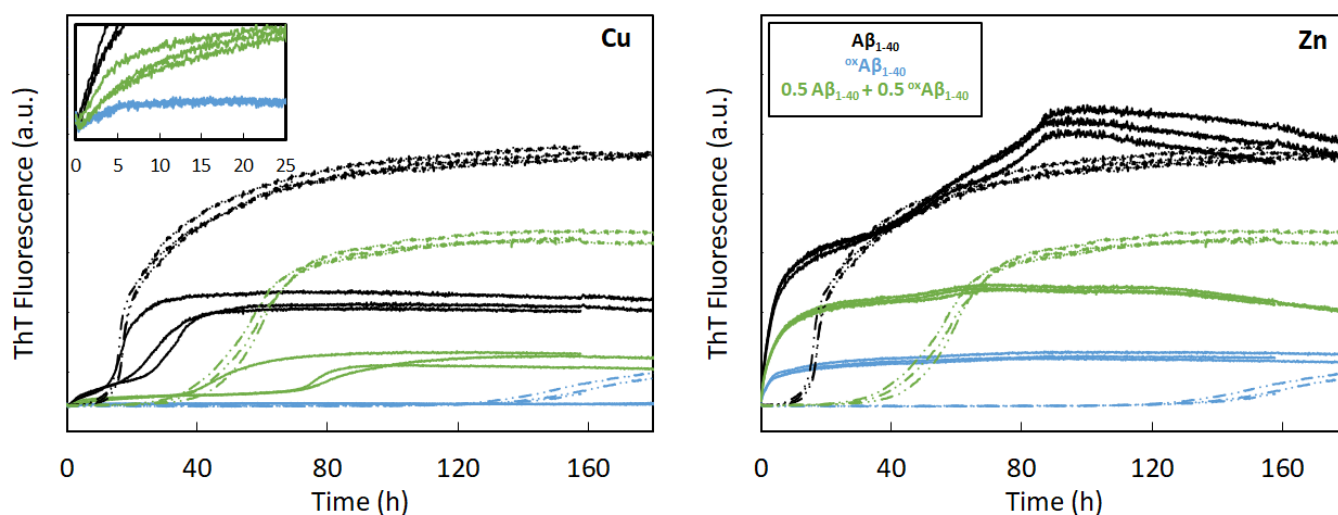 Cu
0 5 10 15 20 25
ThT Fluorescence (a.u.)
0 40 80 120 160
Time (h)
Zn
Aβ₁₋₄₀
ᵒˣAβ₁₋₄₀
0.5 Aβ₁₋₄₀ + 0.5 ᵒˣAβ₁₋₄₀
ThT Fluorescence (a.u.)
0 40 80 120 160
Time (h)